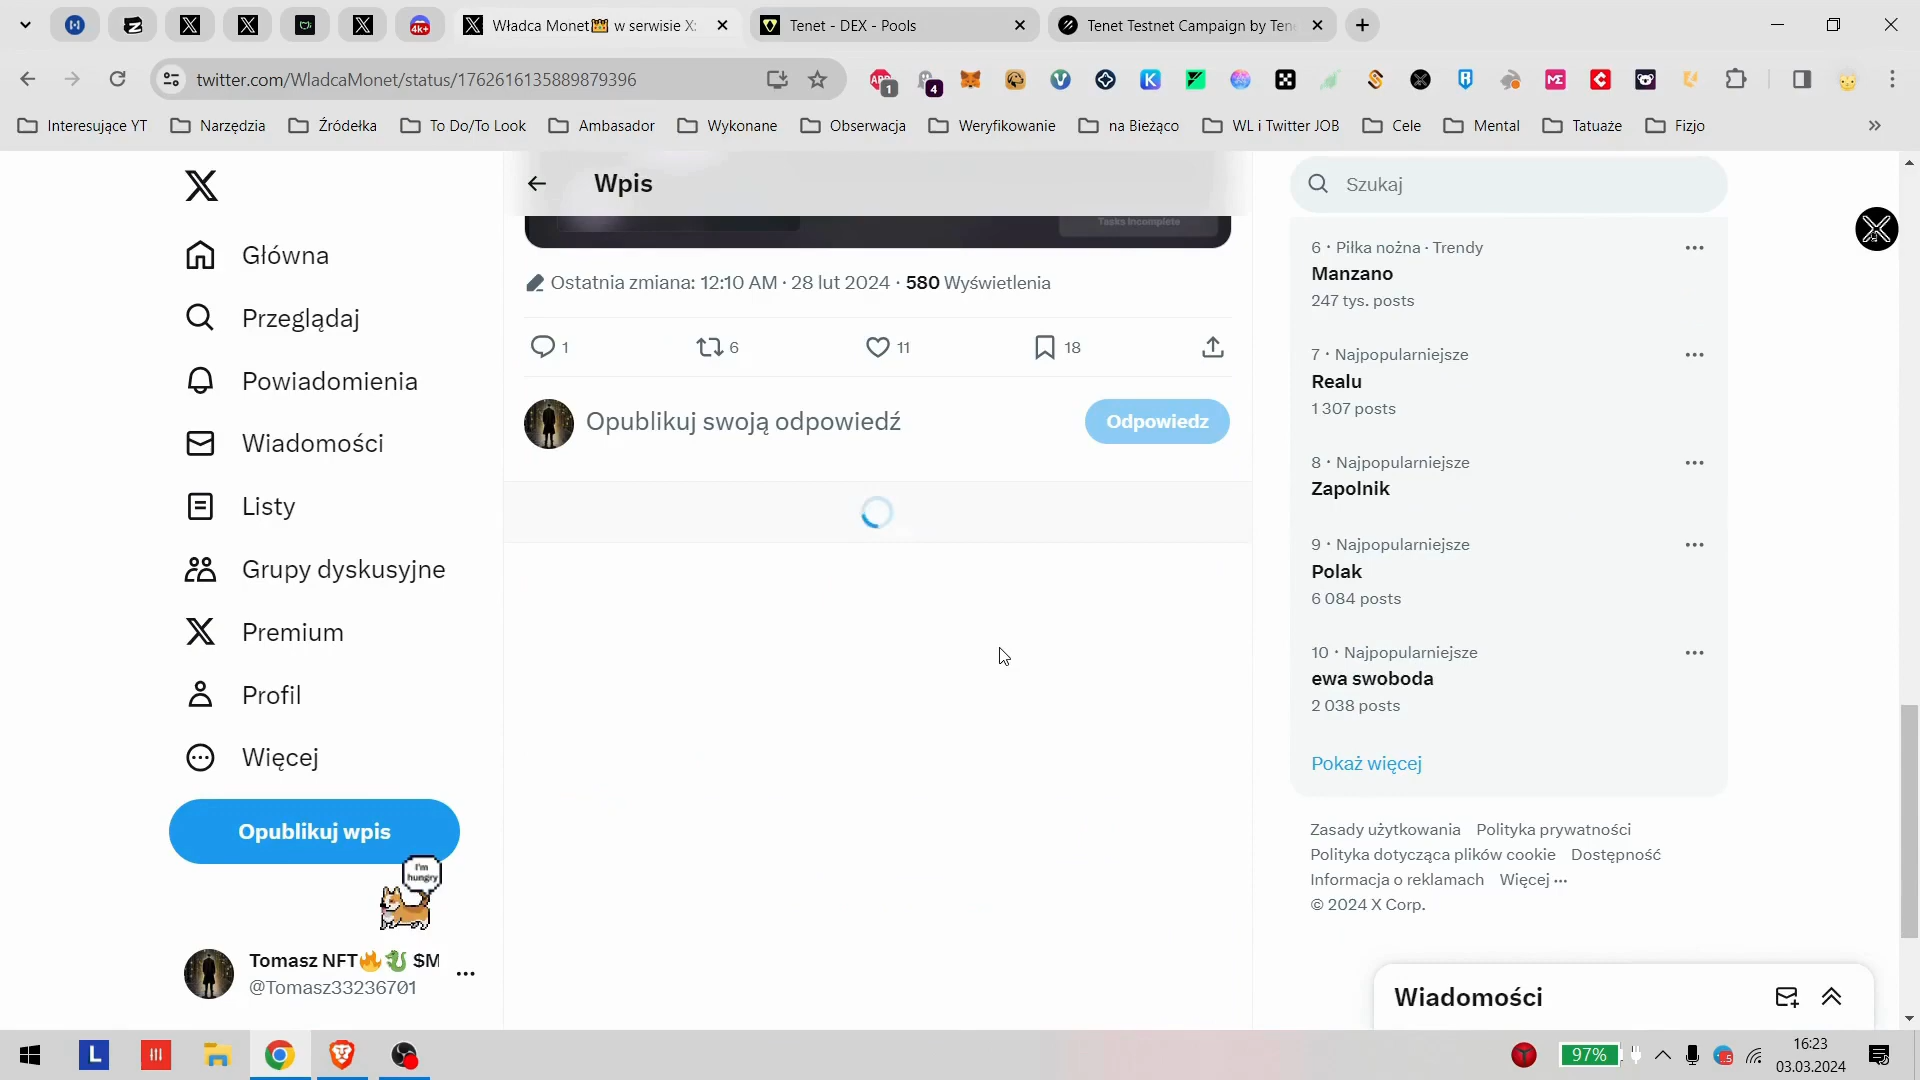 4k+
Władca Monet👑 w serwisie X:
Tenet - DEX - Pools
Tenet Testnet Campaign by Ten
twitter.com/WladcaMonet/status/1762616135889879396
ABP
1
4
Interesujące YT
Narzędzia
Źródełka
To Do/To Look
Ambasador
Wykonane
Obserwacja
Weryfikowanie
na Bieżąco
WL i Twitter JOB
Cele
Mental
Tatuaże
Fizjo
Wpis
Szukaj
Tasks Incomplete
Główna
Przeglądaj
Powiadomienia
Wiadomości
Listy
Grupy dyskusyjne
Premium
Profil
Więcej
Opublikuj wpis
I'm
hungry
Tomasz NFT🔥🐉 $M
@Tomasz33236701
Ostatnia zmiana: 12:10 AM · 28 lut 2024 · 580 Wyświetlenia
1
6
11
18
Opublikuj swoją odpowiedź
Odpowiedz
6 · Piłka nożna · Trendy
Manzano
247 tys. posts
7 · Najpopularniejsze
Realu
1 307 posts
8 · Najpopularniejsze
Zapolnik
9 · Najpopularniejsze
Polak
6 084 posts
10 · Najpopularniejsze
ewa swoboda
2 038 posts
Pokaż więcej
Zasady użytkowania Polityka prywatności
Polityka dotycząca plików cookie Dostępność
Informacja o reklamach Więcej ···
© 2024 X Corp.
Wiadomości
L
97%
16:23
03.03.2024